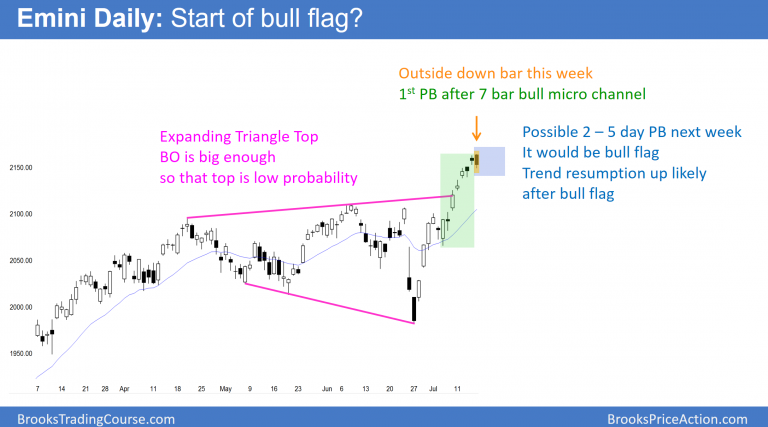 Emini Daily: Start of bull flag?
Outside down bar this week
1st PB after 7 bar bull micro channel
Expanding Triangle Top
BO is big enough
so that top is low probability
Possible 2 – 5 day PB next week
It would be bull flag
Trend resumption up likely
after bull flag
2150.00
2100.00
2050.00
2000.00
1950.00
7 14 21 28 Apr 11 18 25 May 9 16 23 Jun 6 13 20 27 Jul 11
BrooksTradingCourse.com
BrooksPriceAction.com